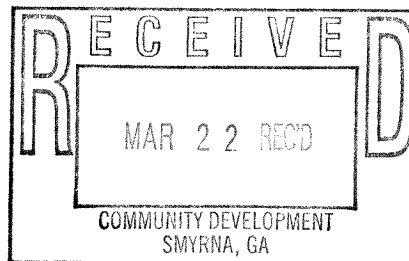 RECEIVED
MAR 22 REC'D
COMMUNITY DEVELOPMENT
SMYRNA, GA